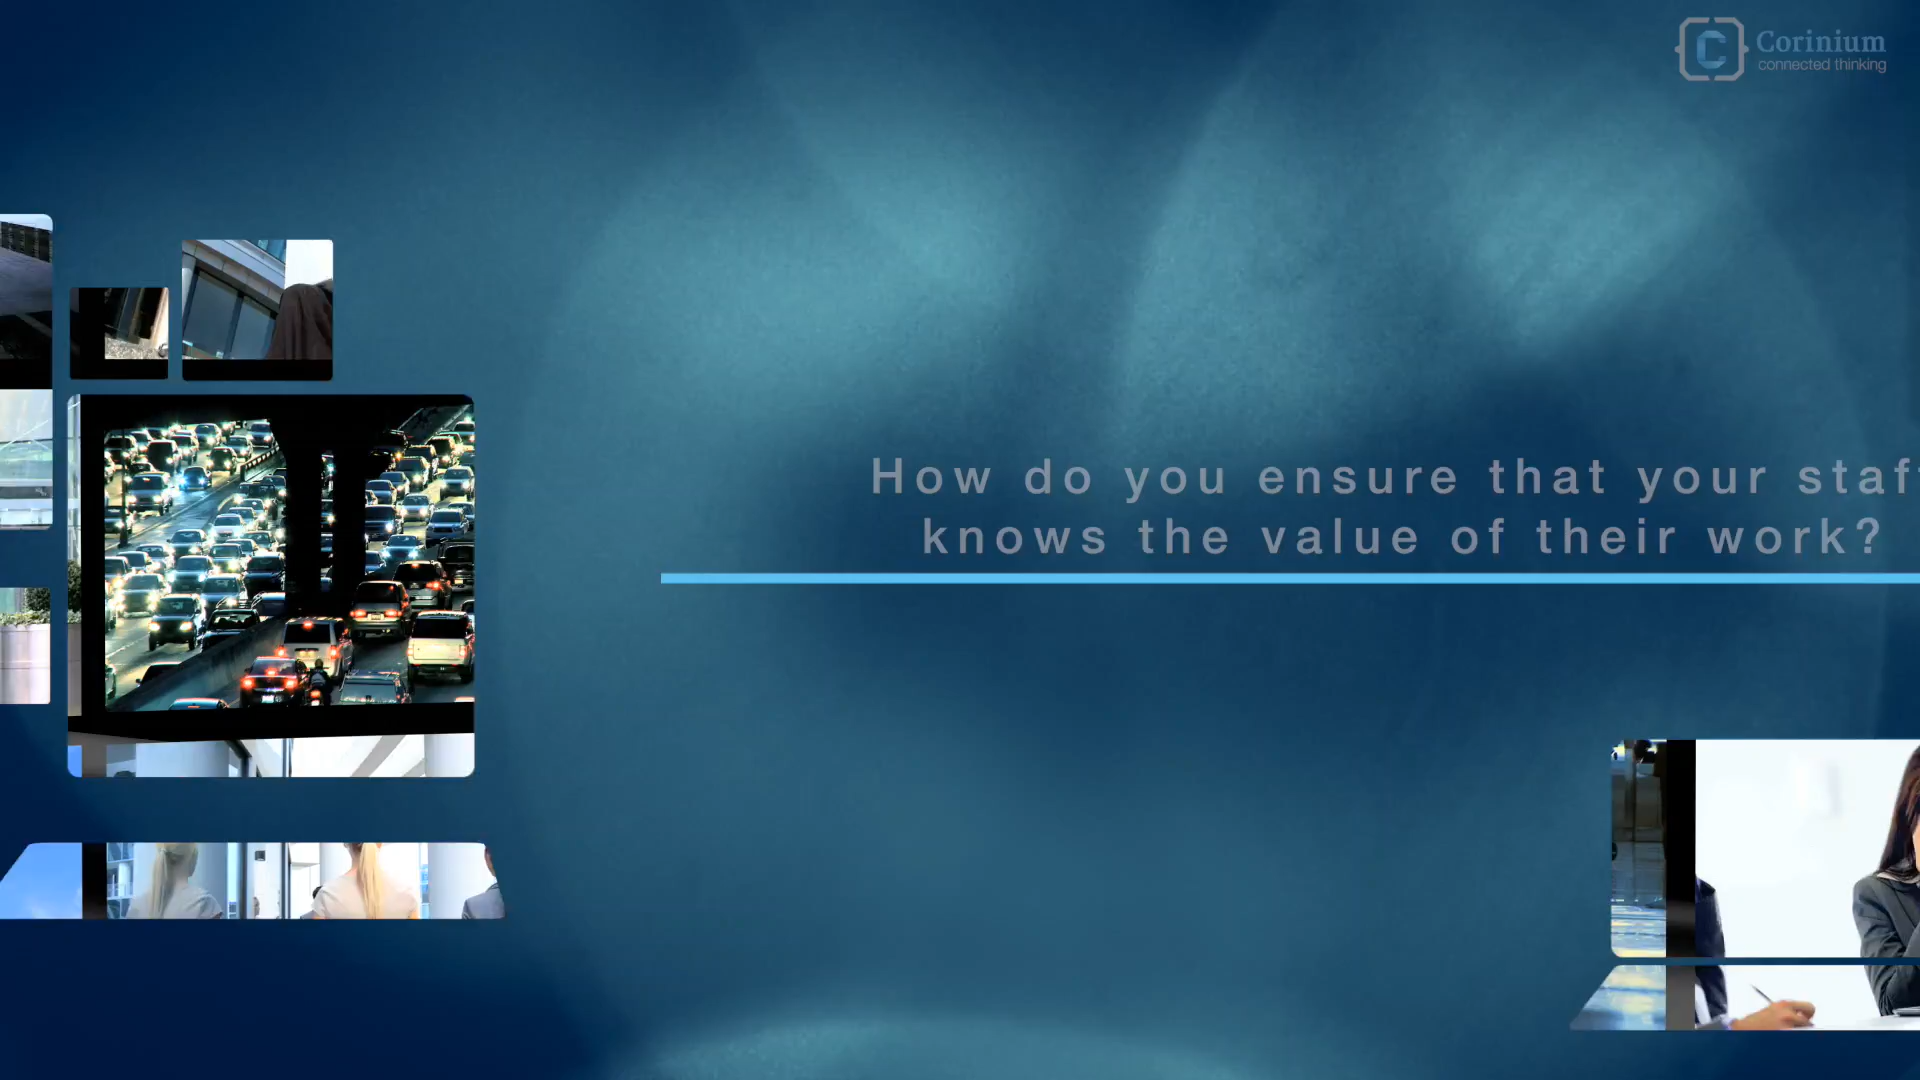 Corinium
connected thinking
How do you ensure that your staf
knows the value of their work?